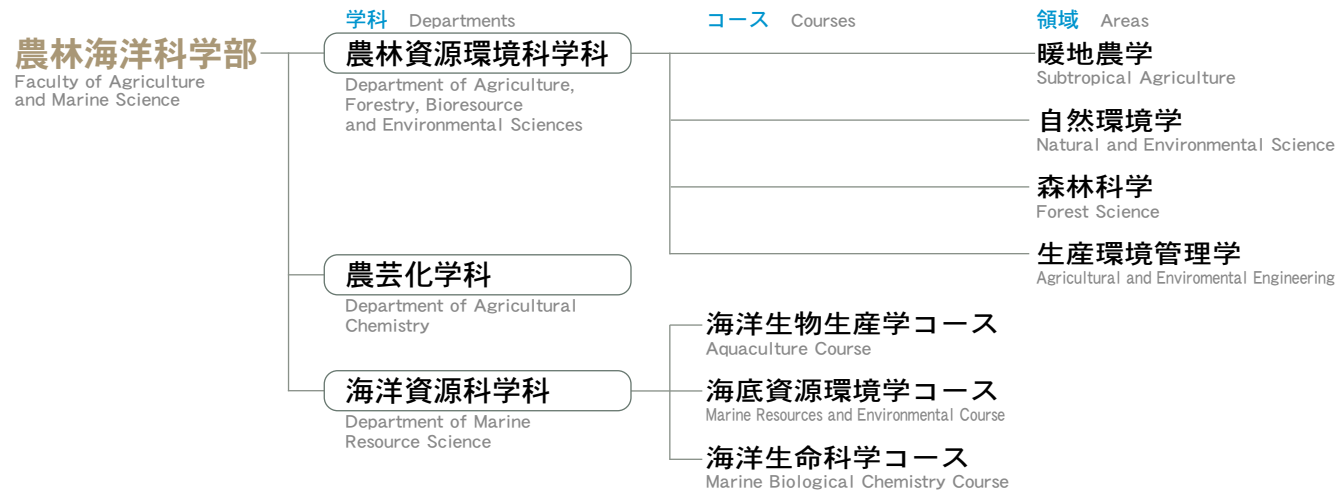 学科 Departments
コース Courses
領域 Areas
農林海洋科学部
Faculty of Agriculture
and Marine Science
農林資源環境科学科
Department of Agriculture,
Forestry, Bioresource
and Environmental Sciences
暖地農学
Subtropical Agriculture
自然環境学
Natural and Environmental Science
森林科学
Forest Science
生産環境管理学
Agricultural and Enviromental Engineering
農芸化学科
Department of Agricultural
Chemistry
海洋資源科学科
Department of Marine
Resource Science
海洋生物生産学コース
Aquaculture Course
海底資源環境学コース
Marine Resources and Environmental Course
海洋生命科学コース
Marine Biological Chemistry Course